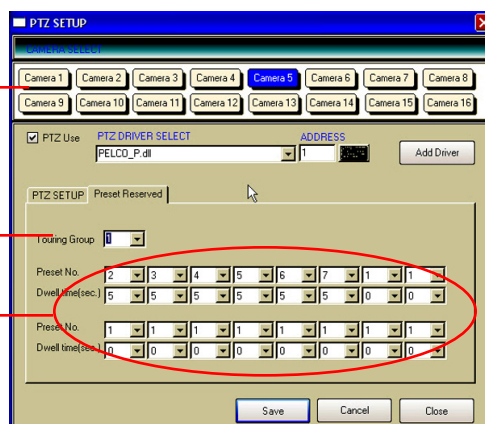 PTZ SETUP
CAMERA SELECT
Camera 1 Camera 2 Camera 3 Camera 4 Camera 5 Camera 6 Camera 7 Camera 8
Camera 9 Camera 10 Camera 11 Camera 12 Camera 13 Camera 14 Camera 15 Camera 16
PTZ Use PTZ DRIVER SELECT ADDRESS
PELCO_P.dll 1 Add Driver
PTZ SETUP Preset Reserved
Touring Group 1
Preset No. 2 3 4 5 6 7 1 1
Dwell time(sec.) 5 5 5 5 5 5 0 0
Preset No. 1 1 1 1 1 1 1 1
Dwell time(sec.) 0 0 0 0 0 0 0 0
Save Cancel Close